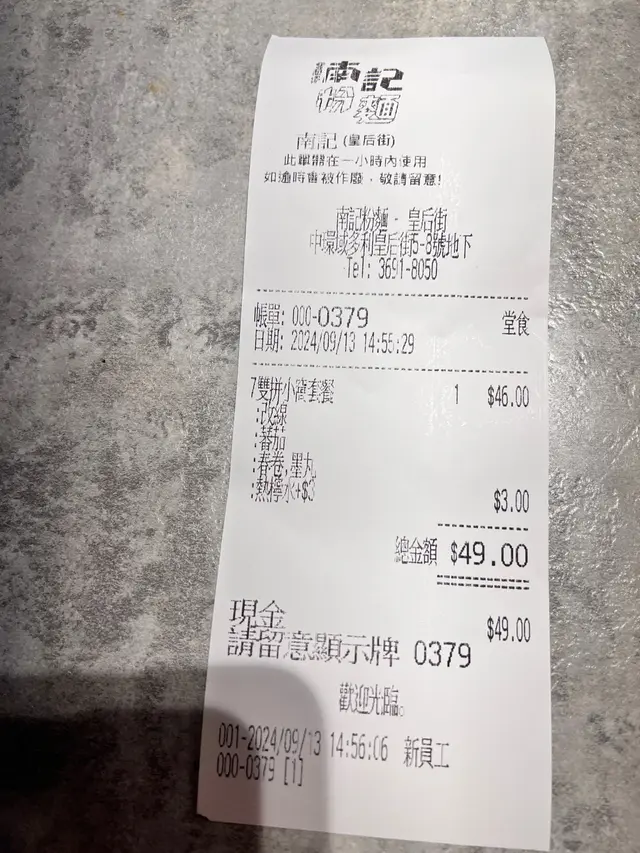 南記
粉麵
南記 (皇后街)
此單需在一小時內使用
如逾時會被作廢，敬請留意!
南記粉麵 - 皇后街
中環域多利皇后街5-8號地下
Tel: 3691-8050
帳單: 000-0379 堂食
日期: 2024/09/13 14:55:29
7雙拼小窩套餐 1 $46.00
:改線
:蕃茄
:春卷,墨丸
:熱檸水+$3 $3.00
總金額 $49.00
現金 $49.00
請留意顯示牌 0379
歡迎光臨。
001-2024/09/13 14:56:06 新員工
000-0379 [1]